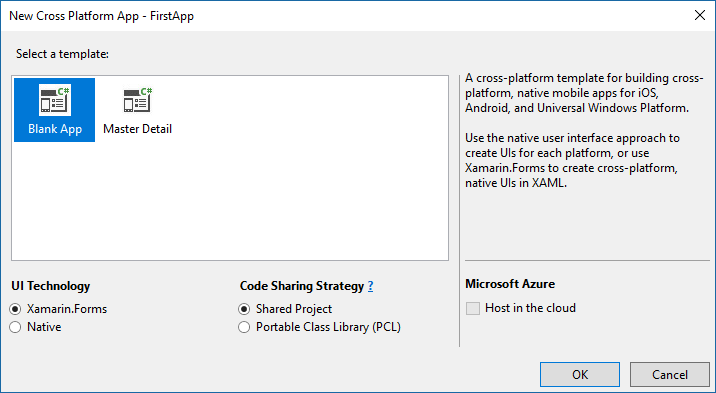 New Cross Platform App - FirstApp
Select a template:
C#
Blank App
C#
Master Detail
A cross-platform template for building cross-
platform, native mobile apps for iOS,
Android, and Universal Windows Platform.
Use the native user interface approach to
create UIs for each platform, or use
Xamarin.Forms to create cross-platform,
native UIs in XAML.
UI Technology
Xamarin.Forms
Native
Code Sharing Strategy ?
Shared Project
Portable Class Library (PCL)
Microsoft Azure
Host in the cloud
OK
Cancel